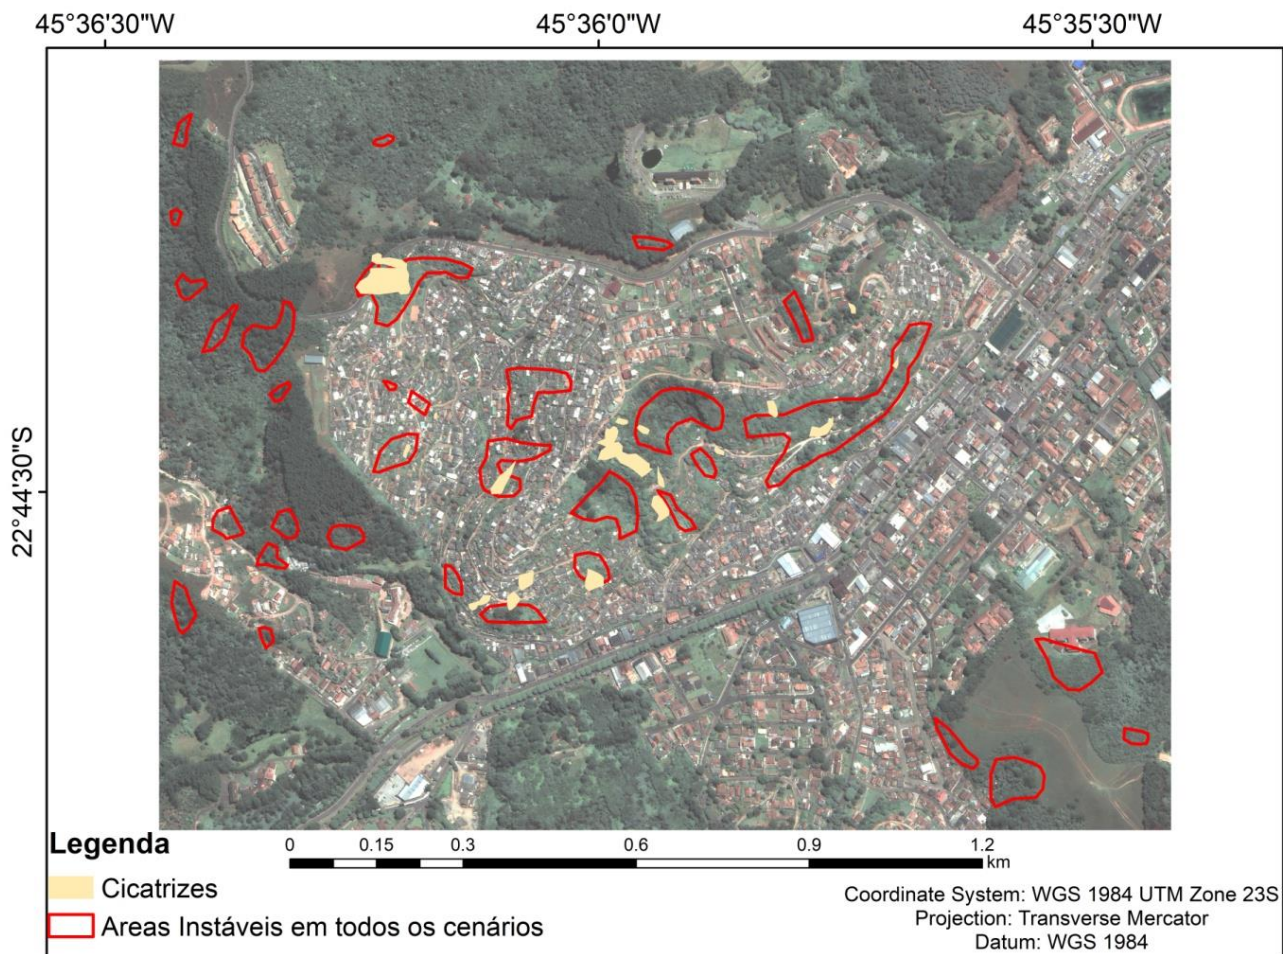 45°36'30"W 45°36'0"W 45°35'30"W
22°44'30"S
Legenda
0 0.15 0.3 0.6 0.9 1.2
km
Cicatrizes
Areas Instáveis em todos os cenários
Coordinate System: WGS 1984 UTM Zone 23S
Projection: Transverse Mercator
Datum: WGS 1984